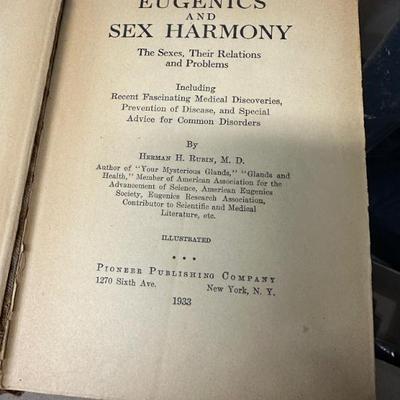 EUGENICS
AND
SEX HARMONY
The Sexes, Their Relations
and Problems
Including
Recent Fascinating Medical Discoveries,
Prevention of Disease, and Special
Advice for Common Disorders
By
HERMAN H. RUBIN, M. D.
Author of "Your Mysterious Glands," "Glands and
Health," Member of American Association for the
Advancement of Science, American Eugenics
Society, Eugenics Research Association,
Contributor to Scientific and Medical
Literature, etc.
ILLUSTRATED
* * *
PIONEER PUBLISHING COMPANY
1270 Sixth Ave. New York, N. Y.
1933